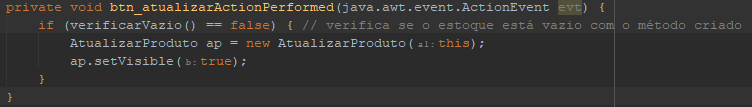 private void btn_atualizarActionPerformed(java.awt.event.ActionEvent evt) {
if (verificarVazio() == false) { // verifica se o estoque está vazio com o método criado
AtualizarProduto ap = new AtualizarProduto( al: this);
ap.setVisible( b: true);
}
}